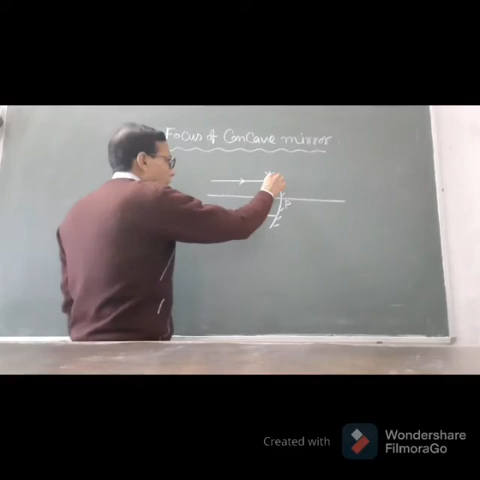 Focus of Concave mirror
P
Created with
Wondershare
FilmoraGo